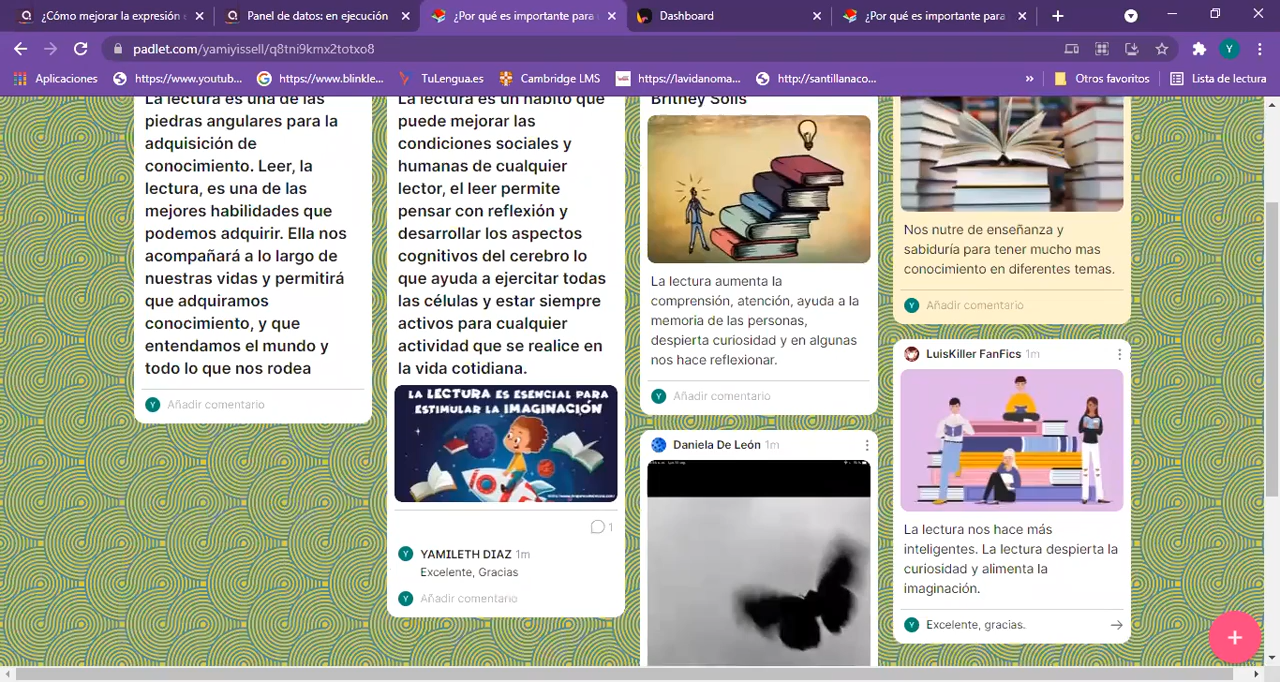 ¿Cómo mejorar la expresión
Panel de datos: en ejecución
¿Por qué es importante para
Dashboard
¿Por qué es importante para
padlet.com/yamiyissell/q8tni9kmx2totxo8
Y
Aplicaciones
https://www.youtub...
https://www.blinkle...
TuLengua.es
Cambridge LMS
https://lavidanoma...
http://santillanaco...
»
Otros favoritos
Lista de lectura
La lectura es una de las
piedras angulares para la
adquisición de
conocimiento. Leer, la
lectura, es una de las
mejores habilidades que
podemos adquirir. Ella nos
acompañará a lo largo de
nuestras vidas y permitirá
que adquiramos
conocimiento, y que
entendamos el mundo y
todo lo que nos rodea
Y Añadir comentario
La lectura es un hábito que
puede mejorar las
condiciones sociales y
humanas de cualquier
lector, el leer permite
pensar con reflexión y
desarrollar los aspectos
cognitivos del cerebro lo
que ayuda a ejercitar todas
las células y estar siempre
activos para cualquier
actividad que se realice en
la vida cotidiana.
LA LECTURA ES ESENCIAL PARA
ESTIMULAR LA IMAGINACIÓN
1
Y YAMILETH DIAZ 1m
Excelente, Gracias
Y Añadir comentario
Britney Solis
La lectura aumenta la
comprensión, atención, ayuda a la
memoria de las personas,
despierta curiosidad y en algunas
nos hace reflexionar.
Y Añadir comentario
Daniela De León 1m
Nos nutre de enseñanza y
sabiduría para tener mucho mas
conocimiento en diferentes temas.
Y Añadir comentario
LuisKiller FanFics 1m
La lectura nos hace más
inteligentes. La lectura despierta la
curiosidad y alimenta la
imaginación.
Y Excelente, gracias.